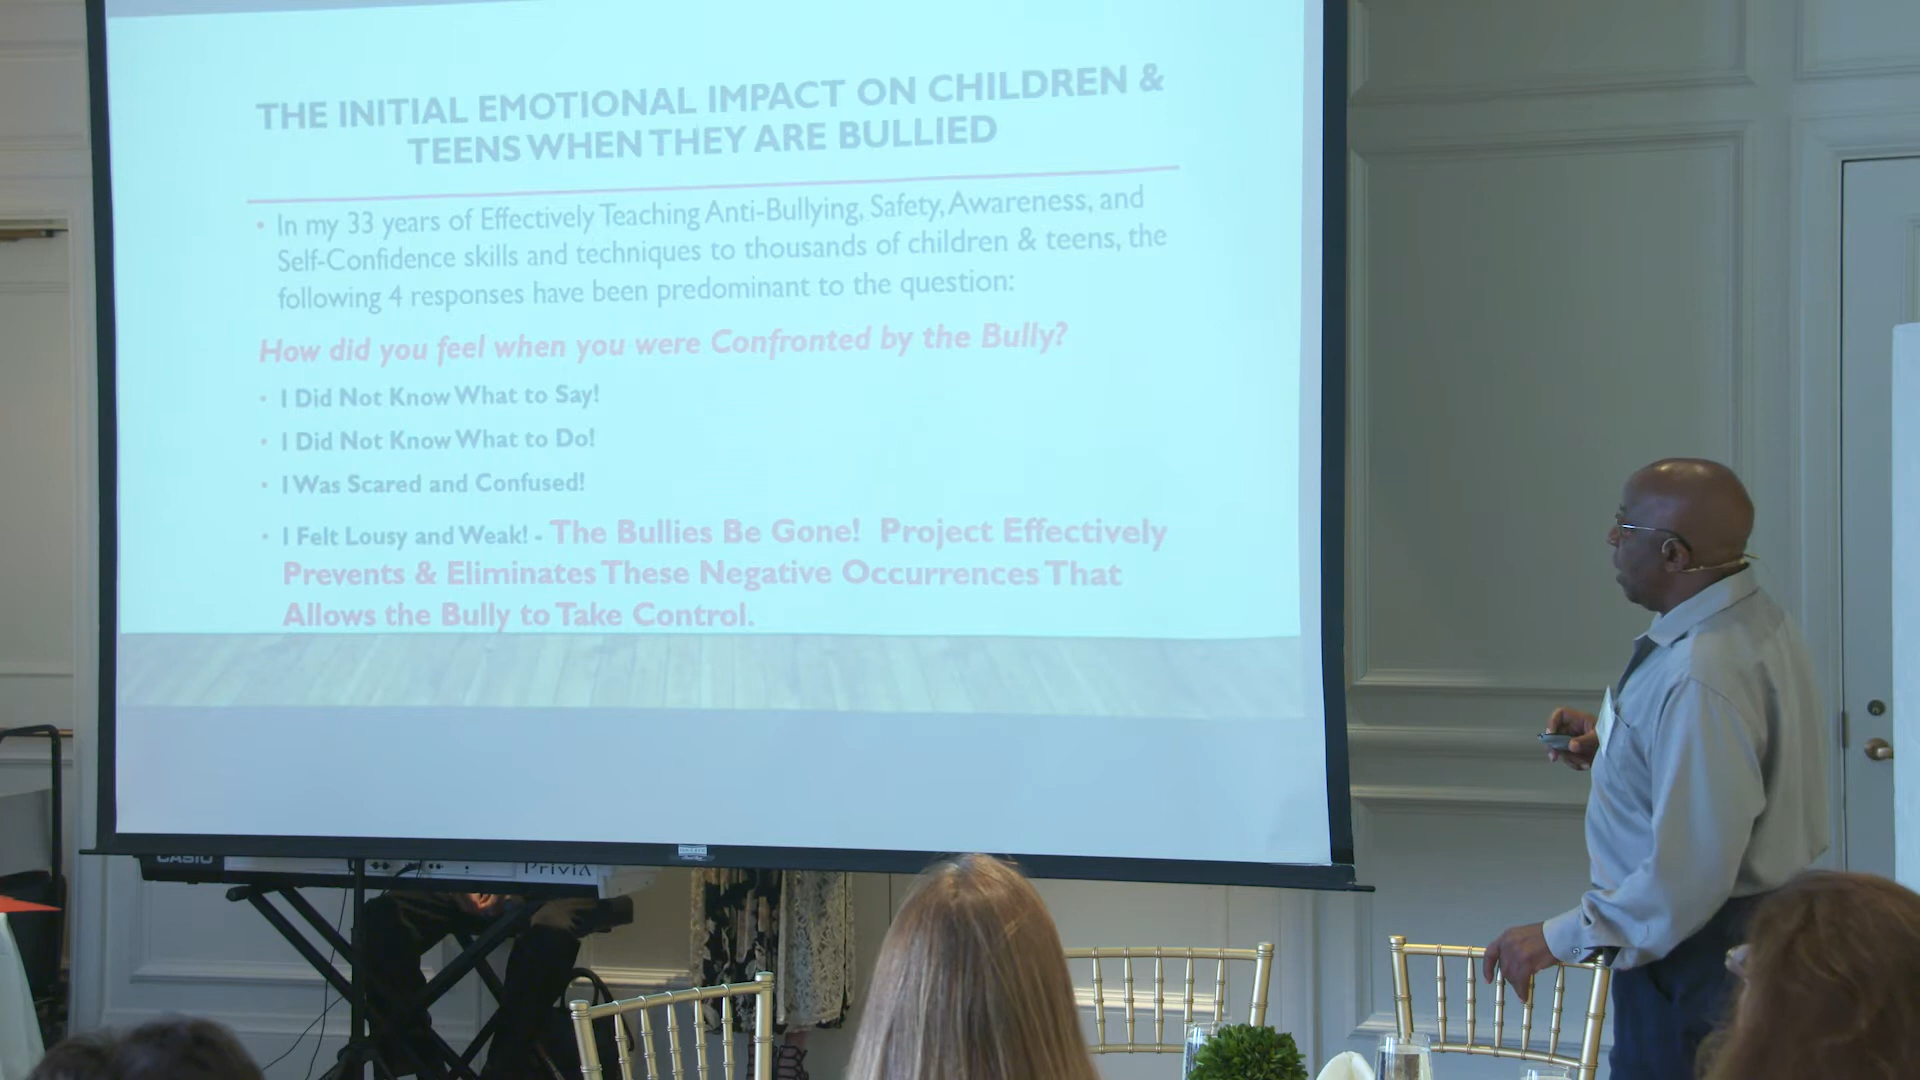 THE INITIAL EMOTIONAL IMPACT ON CHILDREN &
TEENS WHEN THEY ARE BULLIED
• In my 33 years of Effectively Teaching Anti-Bullying, Safety, Awareness, and
Self-Confidence skills and techniques to thousands of children & teens, the
following 4 responses have been predominant to the question:
How did you feel when you were Confronted by the Bully?
• I Did Not Know What to Say!
• I Did Not Know What to Do!
• I Was Scared and Confused!
• I Felt Lousy and Weak! - The Bullies Be Gone! Project Effectively
Prevents & Eliminates These Negative Occurrences That
Allows the Bully to Take Control.
CASIO
Privia